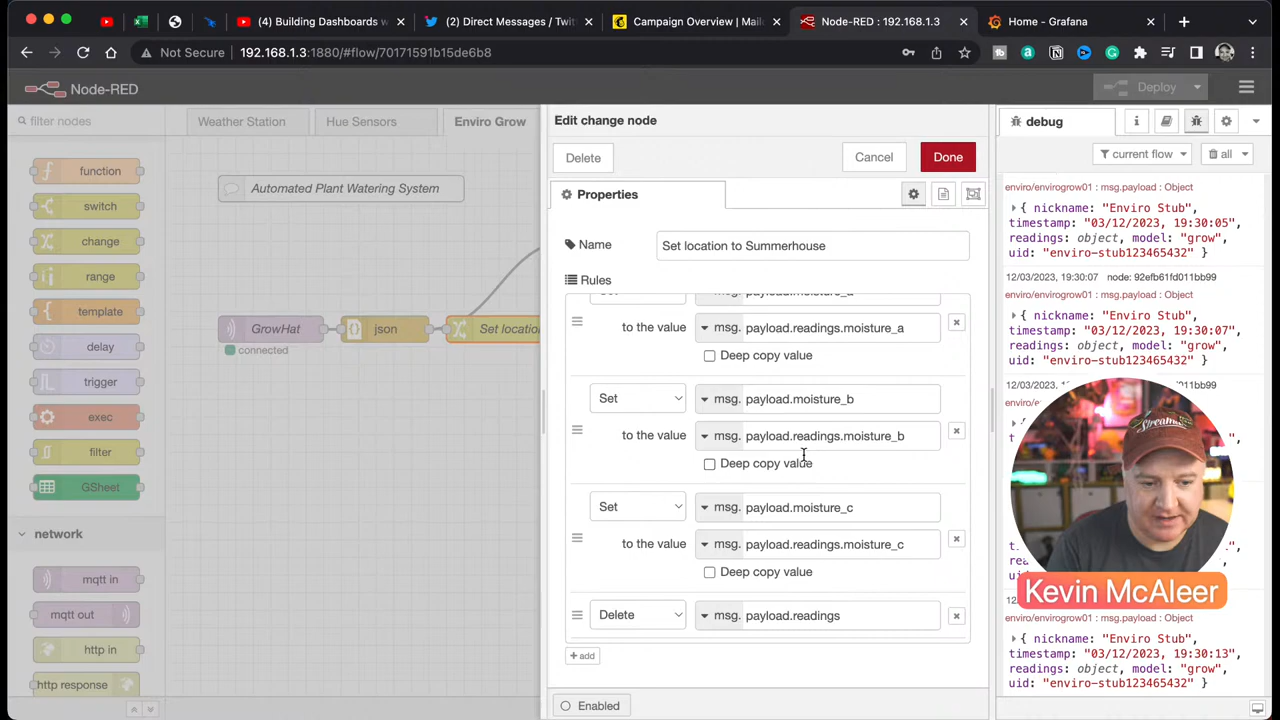 (4) Building Dashboards w
(2) Direct Messages / Twitt
Campaign Overview | Mail
Node-RED : 192.168.1.3
Home - Grafana
Not Secure
192.168.1.3:1880/#flow/70171591b15de6b8
Node-RED
Deploy
filter nodes
Weather Station
Hue Sensors
Enviro Grow
Edit change node
debug
function
switch
change
range
template
delay
trigger
exec
filter
GSheet
network
mqtt in
mqtt out
http in
http response
Automated Plant Watering System
GrowHat
json
Set location
connected
Delete
Cancel
Done
Properties
Name
Set location to Summerhouse
Rules
msg. payload.moisture_a
to the value
msg. payload.readings.moisture_a
Deep copy value
Set
msg. payload.moisture_b
to the value
msg. payload.readings.moisture_b
Deep copy value
Set
msg. payload.moisture_c
to the value
msg. payload.readings.moisture_c
Deep copy value
Delete
msg. payload.readings
add
Enabled
current flow
all
enviro/envirogrow01 : msg.payload : Object
{ nickname: "Enviro Stub",
timestamp: "03/12/2023, 19:30:05",
readings: object, model: "grow",
uid: "enviro-stub123465432" }
12/03/2023, 19:30:07 node: 92efb61fd011bb99
enviro/envirogrow01 : msg.payload : Object
{ nickname: "Enviro Stub",
timestamp: "03/12/2023, 19:30:07",
readings: object, model: "grow",
uid: "enviro-stub123465432" }
Kevin McAleer
enviro/envirogrow01 : msg.payload : Object
{ nickname: "Enviro Stub",
timestamp: "03/12/2023, 19:30:13",
readings: object, model: "grow",
uid: "enviro-stub123465432" }